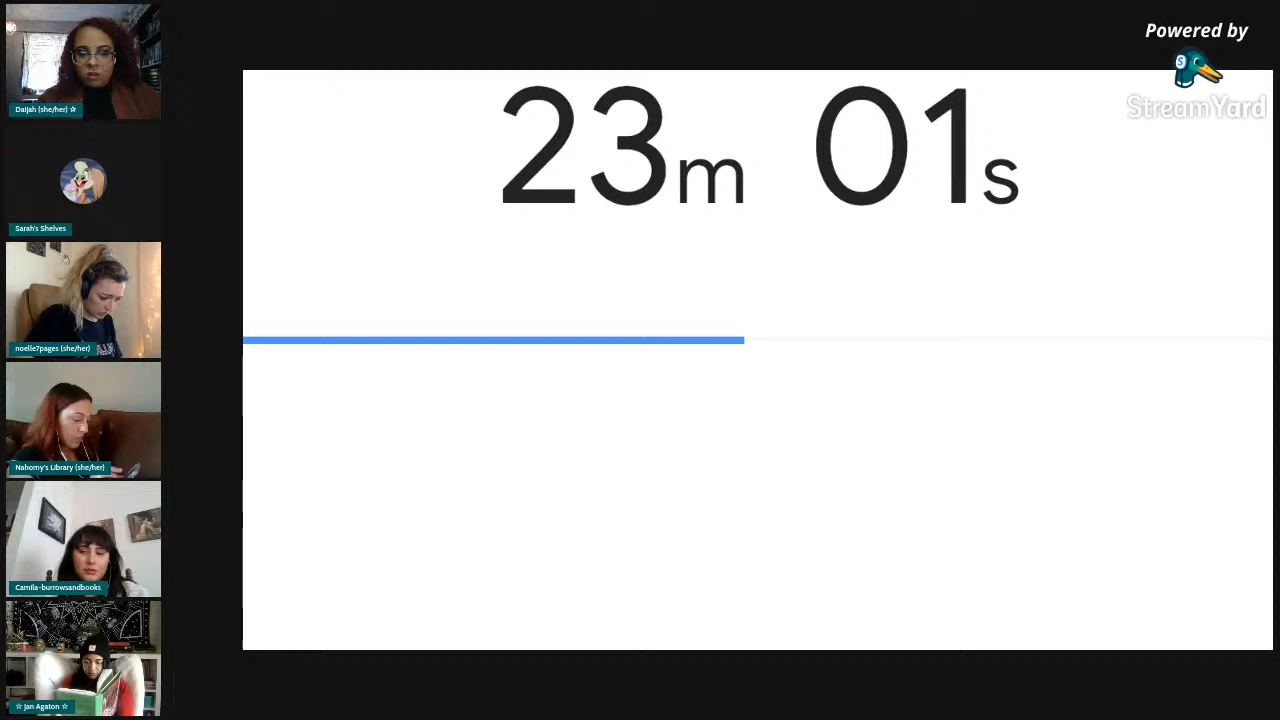 Powered by
StreamYard
23m 01s
Daijah (she/her) ☆
Sarah's Shelves
noelle7pages (she/her)
Nahomy's Library (she/her)
Camila-burrowsandbooks
☆ Jan Agaton ☆